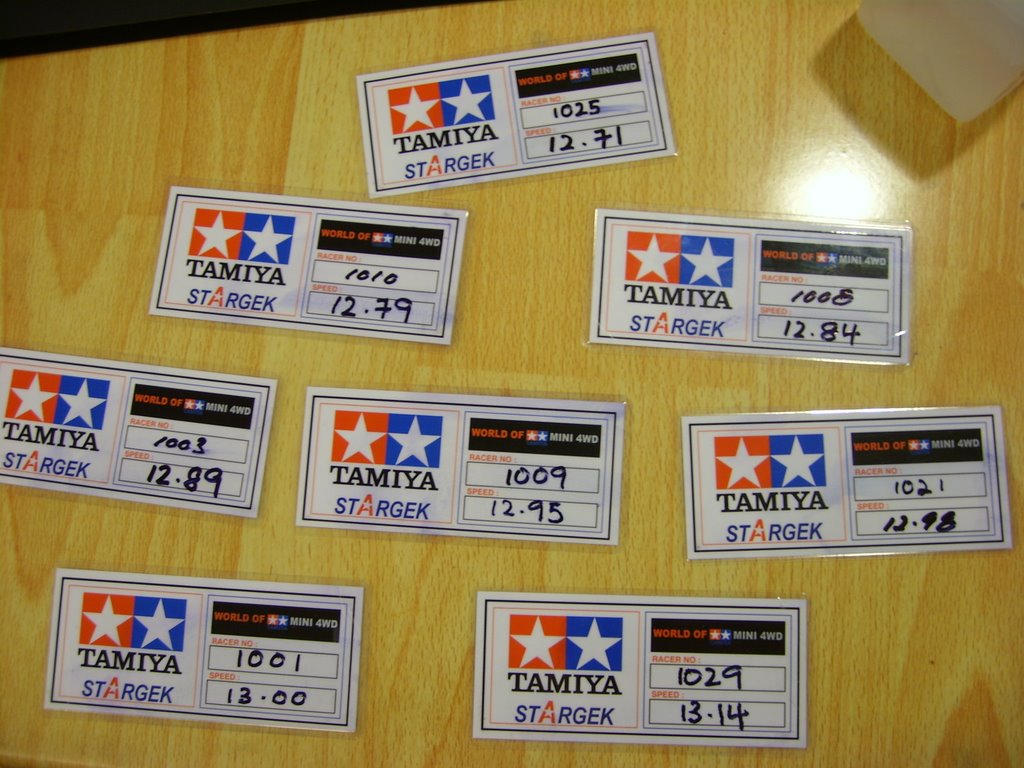 TAMIYA
STARGEK
WORLD OF MINI 4WD
RACER NO :
1025
SPEED :
12.71
TAMIYA
STARGEK
WORLD OF MINI 4WD
RACER NO :
1010
SPEED :
12.79
TAMIYA
STARGEK
WORLD OF MINI 4WD
RACER NO :
1008
SPEED :
12.84
TAMIYA
STARGEK
WORLD OF MINI 4WD
RACER NO :
1003
SPEED :
12.89
TAMIYA
STARGEK
WORLD OF MINI 4WD
RACER NO :
1009
SPEED :
12.95
TAMIYA
STARGEK
WORLD OF MINI 4WD
RACER NO :
1021
SPEED :
12.98
TAMIYA
STARGEK
WORLD OF MINI 4WD
RACER NO :
1001
SPEED :
13.00
TAMIYA
STARGEK
WORLD OF MINI 4WD
RACER NO :
1029
SPEED :
13.14